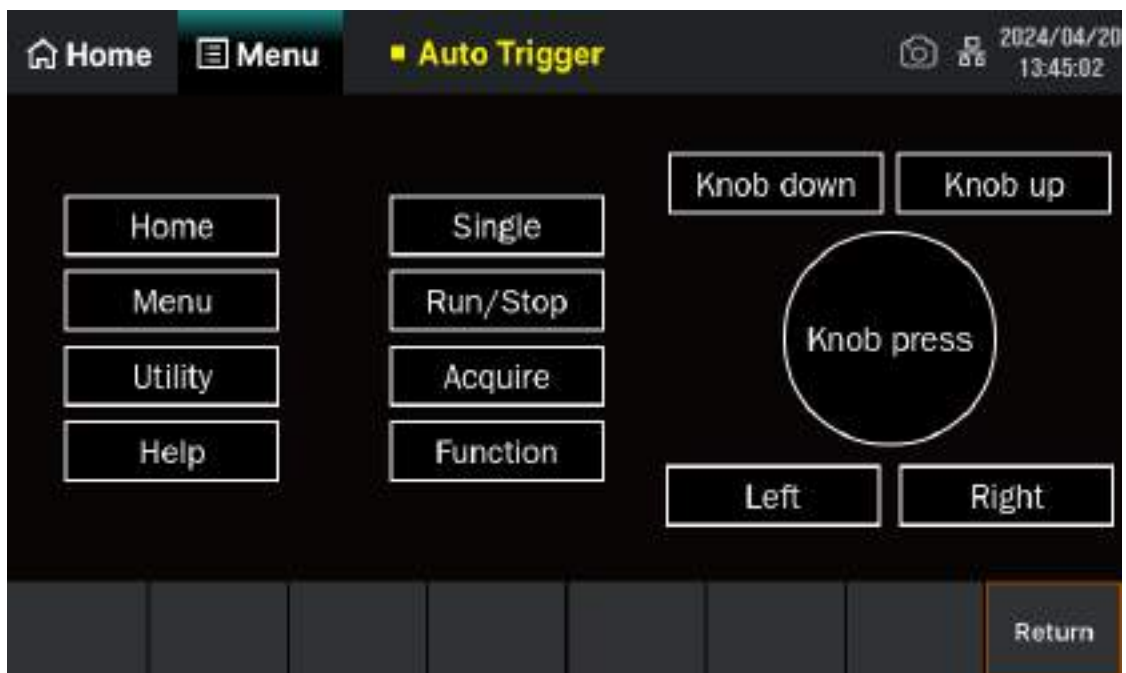 Home
Menu
Auto Trigger
2024/04/20
13:45:02
Home
Menu
Utility
Help
Single
Run/Stop
Acquire
Function
Knob down
Knob up
Knob press
Left
Right
Return